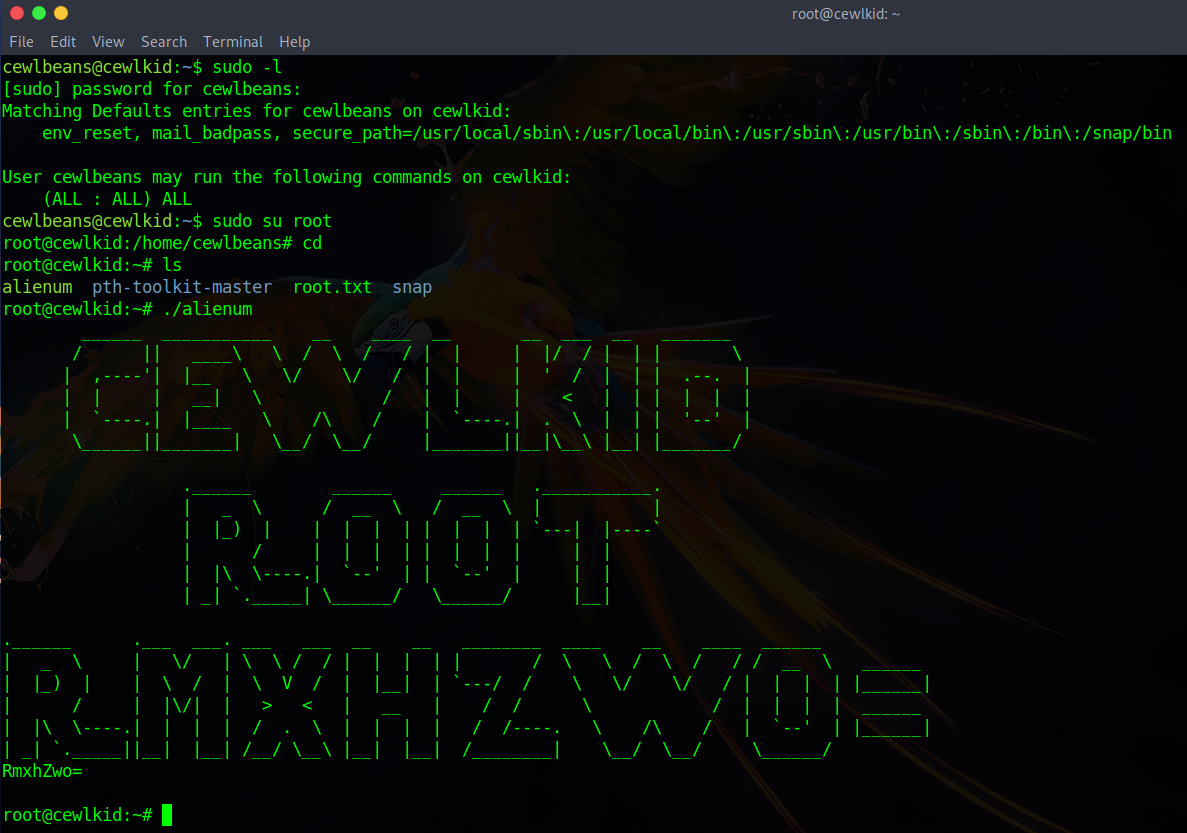 root@cewlkid: ~
File Edit View Search Terminal Help
cewlbeans@cewlkid:~$ sudo -l
[sudo] password for cewlbeans:
Matching Defaults entries for cewlbeans on cewlkid:
    env_reset, mail_badpass, secure_path=/usr/local/sbin\:/usr/local/bin\:/usr/sbin\:/usr/bin\:/sbin\:/bin\:/snap/bin
User cewlbeans may run the following commands on cewlkid:
    (ALL : ALL) ALL
cewlbeans@cewlkid:~$ sudo su root
root@cewlkid:/home/cewlbeans# cd
root@cewlkid:~# ls
alienum  pth-toolkit-master  root.txt  snap
root@cewlkid:~# ./alienum
CEWLKID
ROOT
RMXHZWO=
RmxhZwo=
root@cewlkid:~#